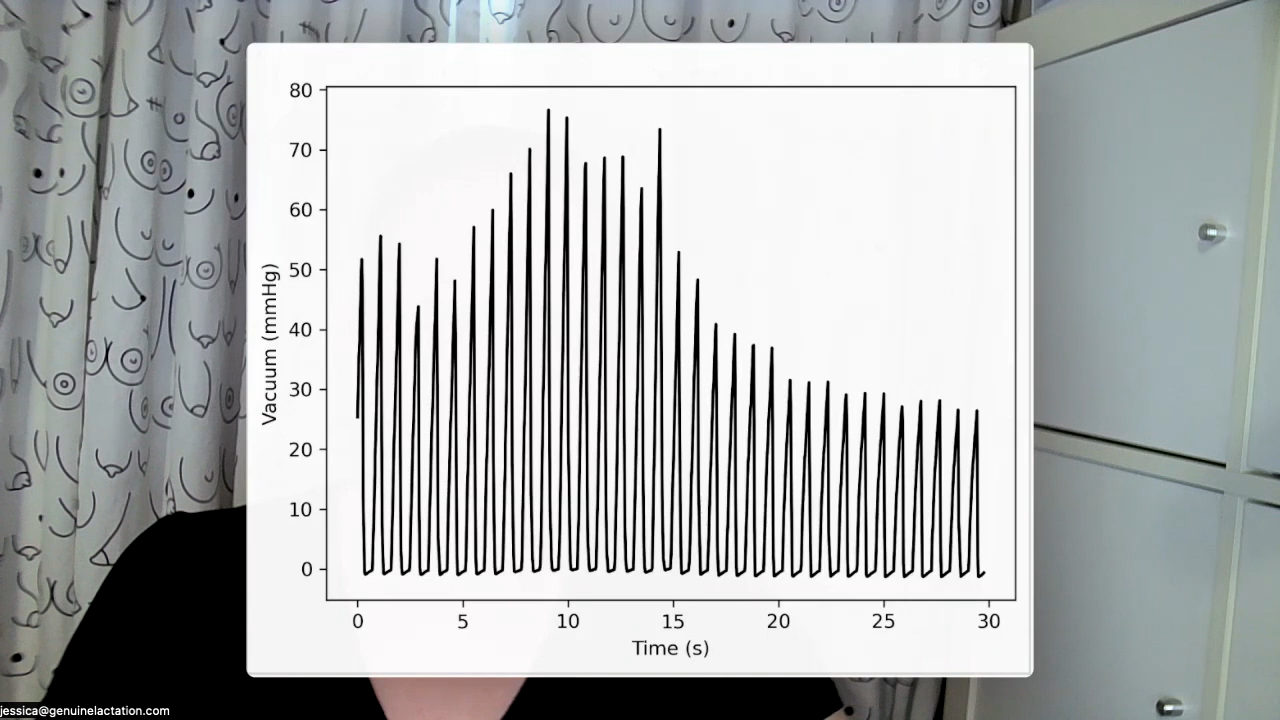 80
70
60
50
40
30
20
10
0
Vacuum (mmHg)
0 5 10 15 20 25 30
Time (s)
jessica@genuinelactation.com